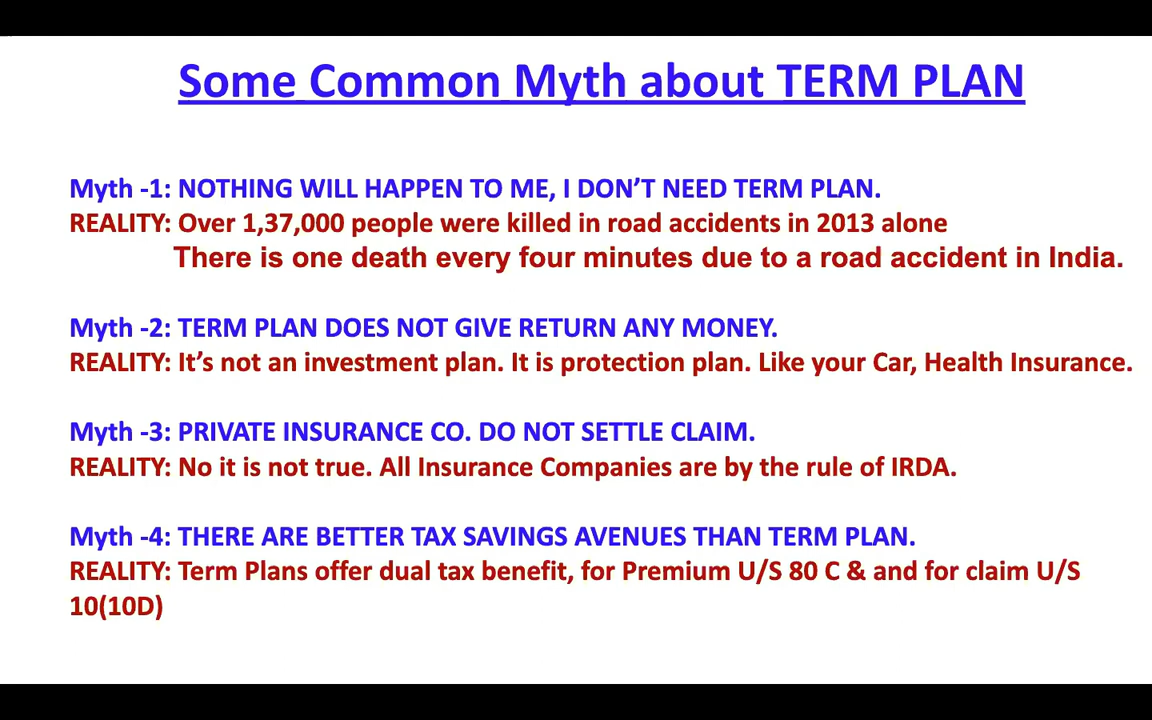 Some Common Myth about TERM PLAN
Myth -1: NOTHING WILL HAPPEN TO ME, I DON’T NEED TERM PLAN.
REALITY: Over 1,37,000 people were killed in road accidents in 2013 alone
There is one death every four minutes due to a road accident in India.
Myth -2: TERM PLAN DOES NOT GIVE RETURN ANY MONEY.
REALITY: It’s not an investment plan. It is protection plan. Like your Car, Health Insurance.
Myth -3: PRIVATE INSURANCE CO. DO NOT SETTLE CLAIM.
REALITY: No it is not true. All Insurance Companies are by the rule of IRDA.
Myth -4: THERE ARE BETTER TAX SAVINGS AVENUES THAN TERM PLAN.
REALITY: Term Plans offer dual tax benefit, for Premium U/S 80 C & and for claim U/S
10(10D)